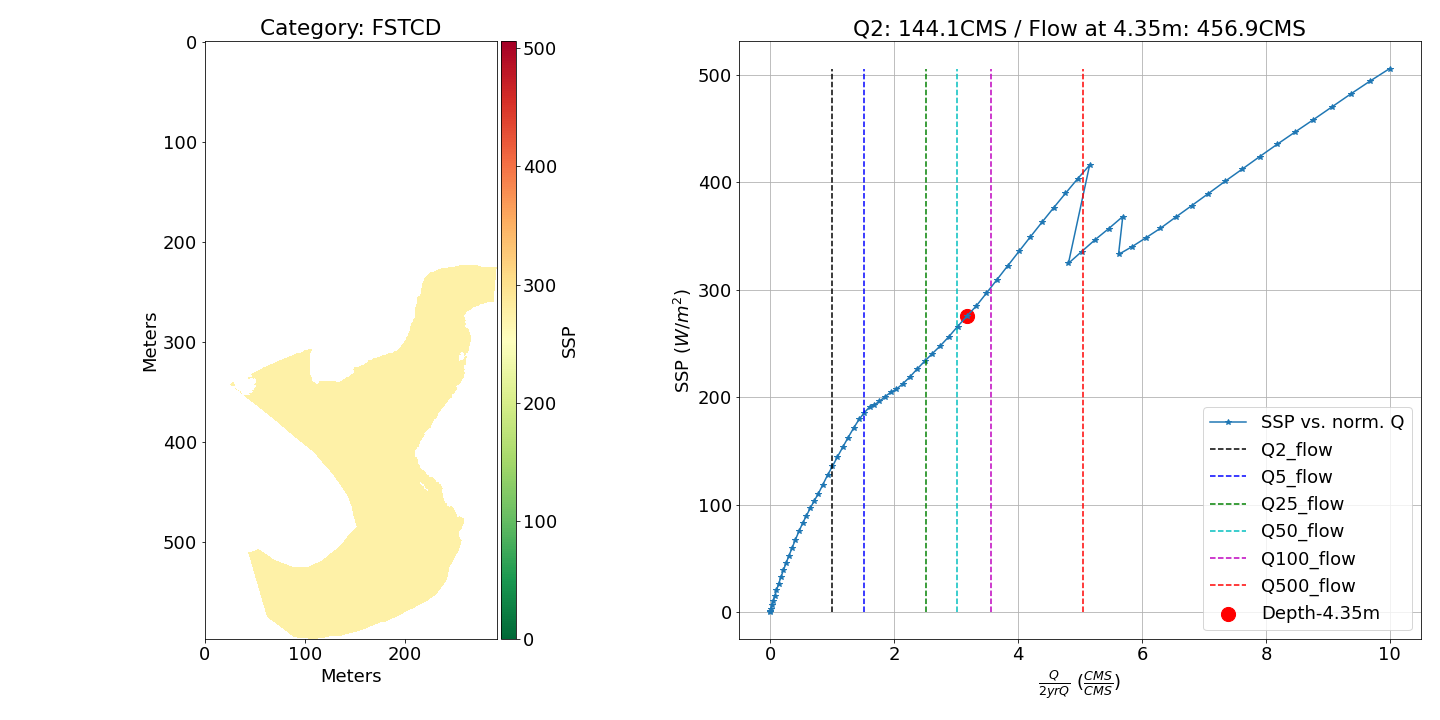 Category: FSTCD
0
100
200
300
400
500
Meters
0
100
200
Meters
500
400
300
200
100
0
SSP
Q2: 144.1CMS / Flow at 4.35m: 456.9CMS
500
400
300
200
100
0
SSP (W/m²)
0
2
4
6
8
10
Q/2yrQ (CMS/CMS)
SSP vs. norm. Q
Q2_flow
Q5_flow
Q25_flow
Q50_flow
Q100_flow
Q500_flow
Depth-4.35m